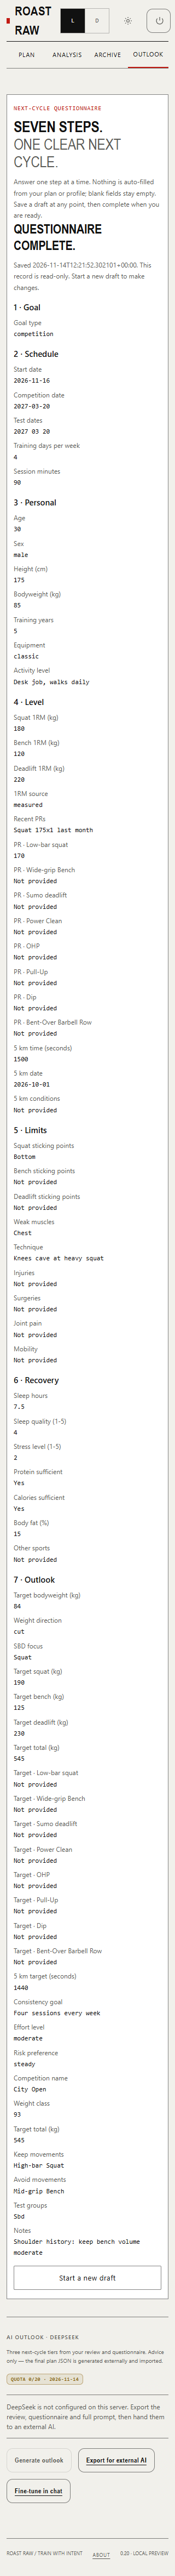 ROAST
RAW
L
D
PLAN
ANALYSIS
ARCHIVE
OUTLOOK
NEXT-CYCLE QUESTIONNAIRE
SEVEN STEPS.
ONE CLEAR NEXT
CYCLE.
Answer one step at a time. Nothing is auto-filled
from your plan or profile; blank fields stay empty.
Save a draft at any point, then complete when you
are ready.
QUESTIONNAIRE
COMPLETE.
Saved 2026-11-14T12:21:52.302101+00:00. This
record is read-only. Start a new draft to make
changes.
1 · Goal
Goal type
competition
2 · Schedule
Start date
2026-11-16
Competition date
2027-03-20
Test dates
2027 03 20
Training days per week
4
Session minutes
90
3 · Personal
Age
30
Sex
male
Height (cm)
175
Bodyweight (kg)
85
Training years
5
Equipment
classic
Activity level
Desk job, walks daily
4 · Level
Squat 1RM (kg)
180
Bench 1RM (kg)
120
Deadlift 1RM (kg)
220
1RM source
measured
Recent PRs
Squat 175x1 last month
PR · Low-bar squat
170
PR · Wide-grip Bench
Not provided
PR · Sumo deadlift
Not provided
PR · Power Clean
Not provided
PR · OHP
Not provided
PR · Pull-Up
Not provided
PR · Dip
Not provided
PR · Bent-Over Barbell Row
Not provided
5 km time (seconds)
1500
5 km date
2026-10-01
5 km conditions
Not provided
5 · Limits
Squat sticking points
Bottom
Bench sticking points
Not provided
Deadlift sticking points
Not provided
Weak muscles
Chest
Technique
Knees cave at heavy squat
Injuries
Not provided
Surgeries
Not provided
Joint pain
Not provided
Mobility
Not provided
6 · Recovery
Sleep hours
7.5
Sleep quality (1-5)
4
Stress level (1-5)
2
Protein sufficient
Yes
Calories sufficient
Yes
Body fat (%)
15
Other sports
Not provided
7 · Outlook
Target bodyweight (kg)
84
Weight direction
cut
SBD focus
Squat
Target squat (kg)
190
Target bench (kg)
125
Target deadlift (kg)
230
Target total (kg)
545
Target · Low-bar squat
Not provided
Target · Wide-grip Bench
Not provided
Target · Sumo deadlift
Not provided
Target · Power Clean
Not provided
Target · OHP
Not provided
Target · Pull-Up
Not provided
Target · Dip
Not provided
Target · Bent-Over Barbell Row
Not provided
5 km target (seconds)
1440
Consistency goal
Four sessions every week
Effort level
moderate
Risk preference
steady
Competition name
City Open
Weight class
93
Target total (kg)
545
Keep movements
High-bar Squat
Avoid movements
Mid-grip Bench
Test groups
Sbd
Notes
Shoulder history: keep bench volume
moderate
Start a new draft
AI OUTLOOK · DEEPSEEK
Three next-cycle tiers from your review and questionnaire. Advice
only — the final plan JSON is generated externally and imported.
QUOTA 0/20 · 2026-11-14
DeepSeek is not configured on this server. Export the
review, questionnaire and full prompt, then hand them
to an external AI.
Generate outlook
Export for external AI
Fine-tune in chat
ROAST RAW / TRAIN WITH INTENT
ABOUT
0.20 · LOCAL PREVIEW